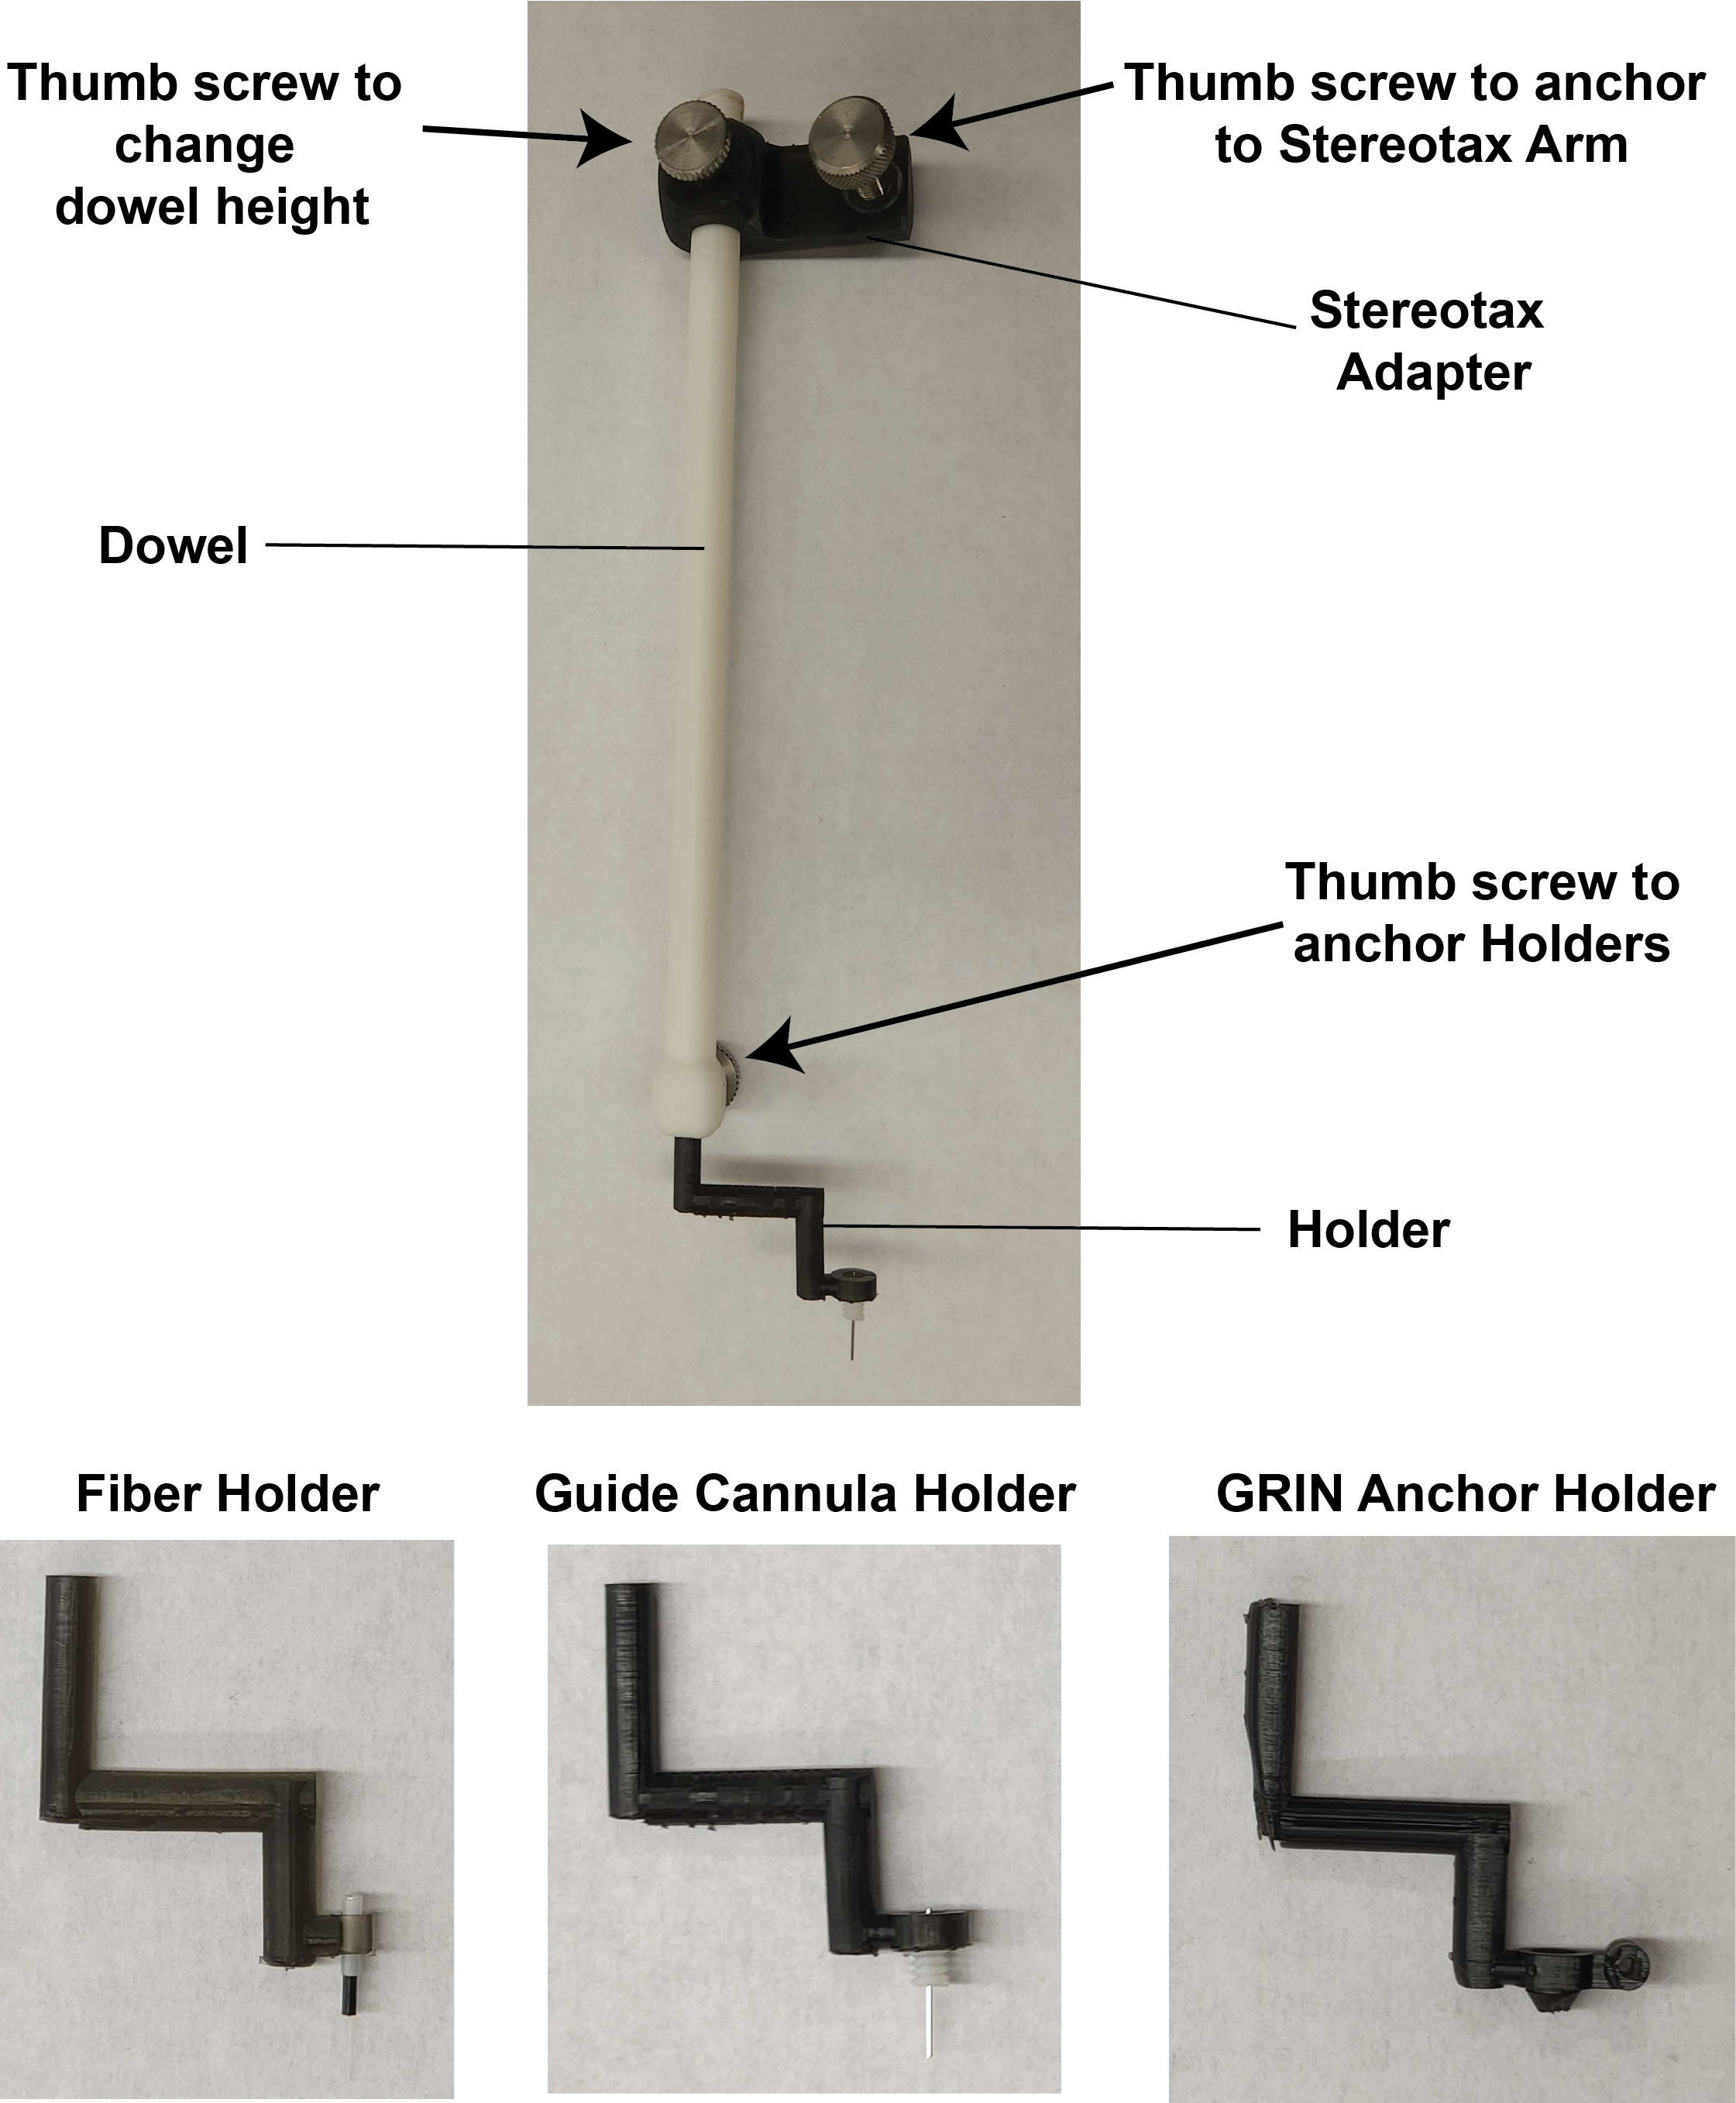 Thumb screw to
change
dowel height
Thumb screw to anchor
to Stereotax Arm
Stereotax
Adapter
Dowel
Thumb screw to
anchor Holders
Holder
Fiber Holder
Guide Cannula Holder
GRIN Anchor Holder